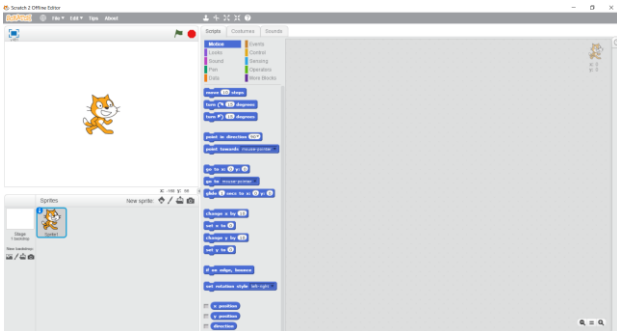 Scratch 2 Offline Editor
SCRATCH File Edit Tips About
Scripts Costumes Sounds
Motion Events
Looks Control
Sound Sensing
Pen Operators
Data More Blocks
move 10 steps
turn 15 degrees
turn 15 degrees
point in direction 90
point towards mouse-pointer
go to x: 0 y: 0
go to mouse-pointer
glide 1 secs to x: 0 y: 0
change x by 10
set x to 0
change y by 10
set y to 0
if on edge, bounce
set rotation style left-right
x position
y position
direction
Sprites New sprite:
Stage
1 backdrop
New backdrop:
Sprite1